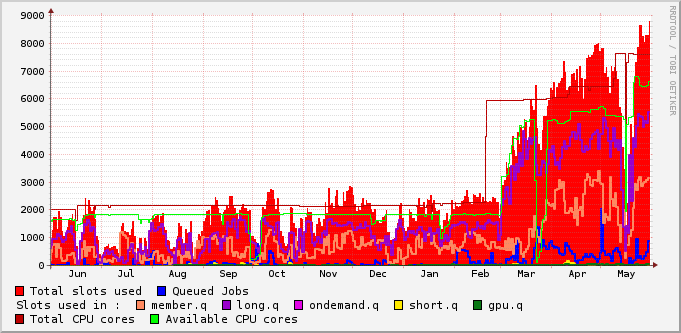 9000
8000
7000
6000
5000
4000
3000
2000
1000
0
Jun Jul Aug Sep Oct Nov Dec Jan Feb Mar Apr May
RRDTOOL / TOBI OETIKER
Total slots used Queued Jobs
Slots used in : member.q long.q ondemand.q short.q gpu.q
Total CPU cores Available CPU cores